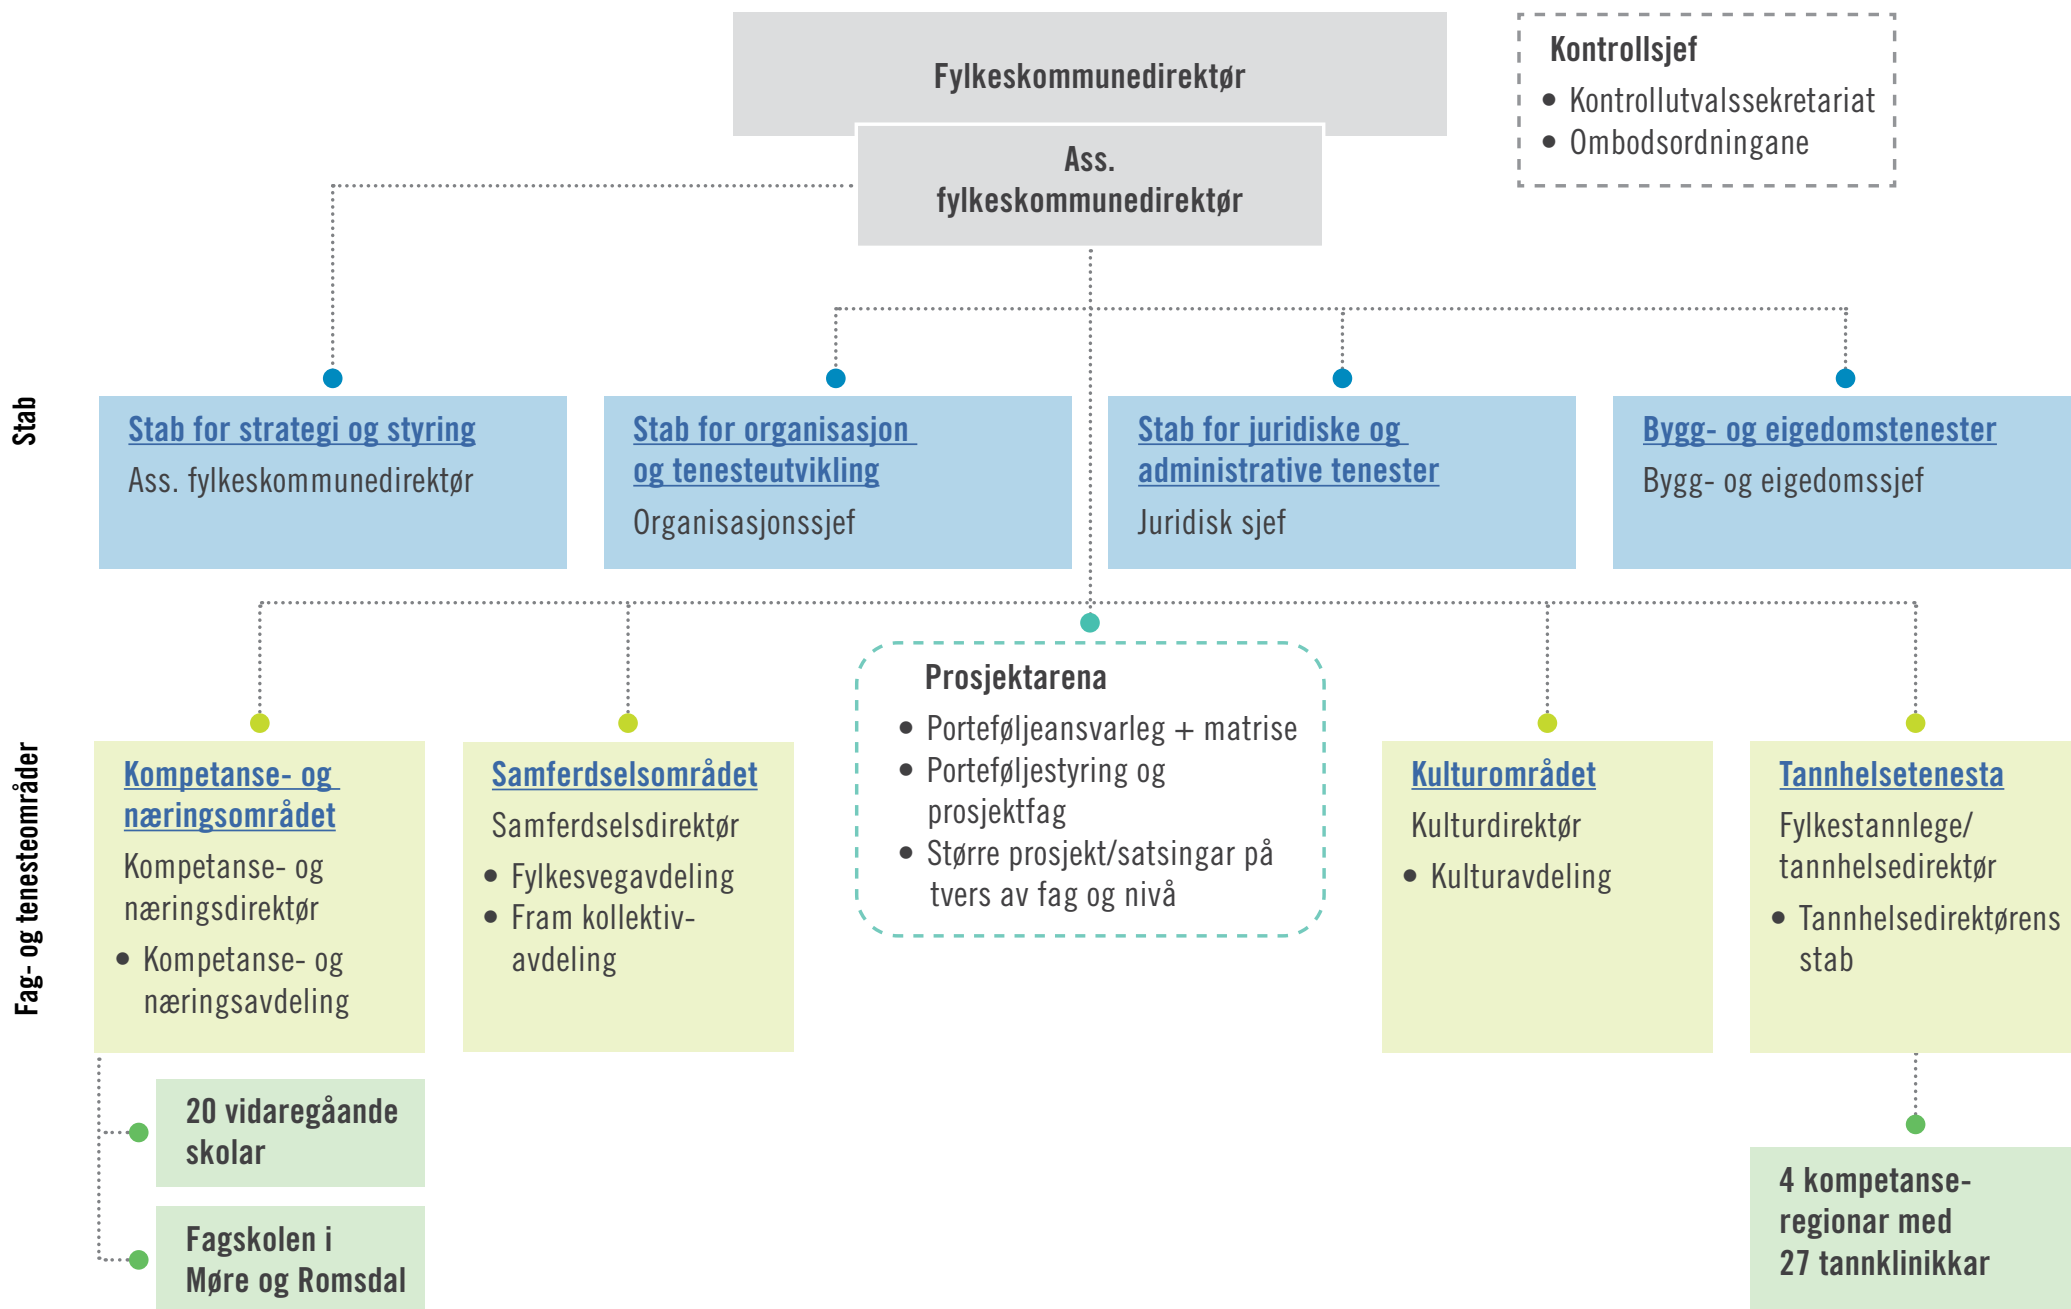 Fylkeskommunedirektør
Ass.
fylkeskommunedirektør
Kontrollsjef
• Kontrollutvalssekretariat
• Ombodsordningane
Stab
Stab for strategi og styring
Ass. fylkeskommunedirektør
Stab for organisasjon
og tenesteutvikling
Organisasjonssjef
Stab for juridiske og
administrative tenester
Juridisk sjef
Bygg- og eigedomstenester
Bygg- og eigedomssjef
Fag- og tenesteområder
Kompetanse- og
næringsområdet
Kompetanse- og
næringsdirektør
• Kompetanse- og
næringsavdeling
20 vidaregåande
skolar
Fagskolen i
Møre og Romsdal
Samferdselsområdet
Samferdselsdirektør
• Fylkesvegavdeling
• Fram kollektiv-
avdeling
Prosjektarena
• Porteføljeansvarleg + matrise
• Porteføljestyring og
prosjektfag
• Større prosjekt/satsingar på
tvers av fag og nivå
Kulturområdet
Kulturdirektør
• Kulturavdeling
Tannhelsetenesta
Fylkestannlege/
tannhelsedirektør
• Tannhelsedirektørens
stab
4 kompetanse-
regionar med
27 tannklinikkar